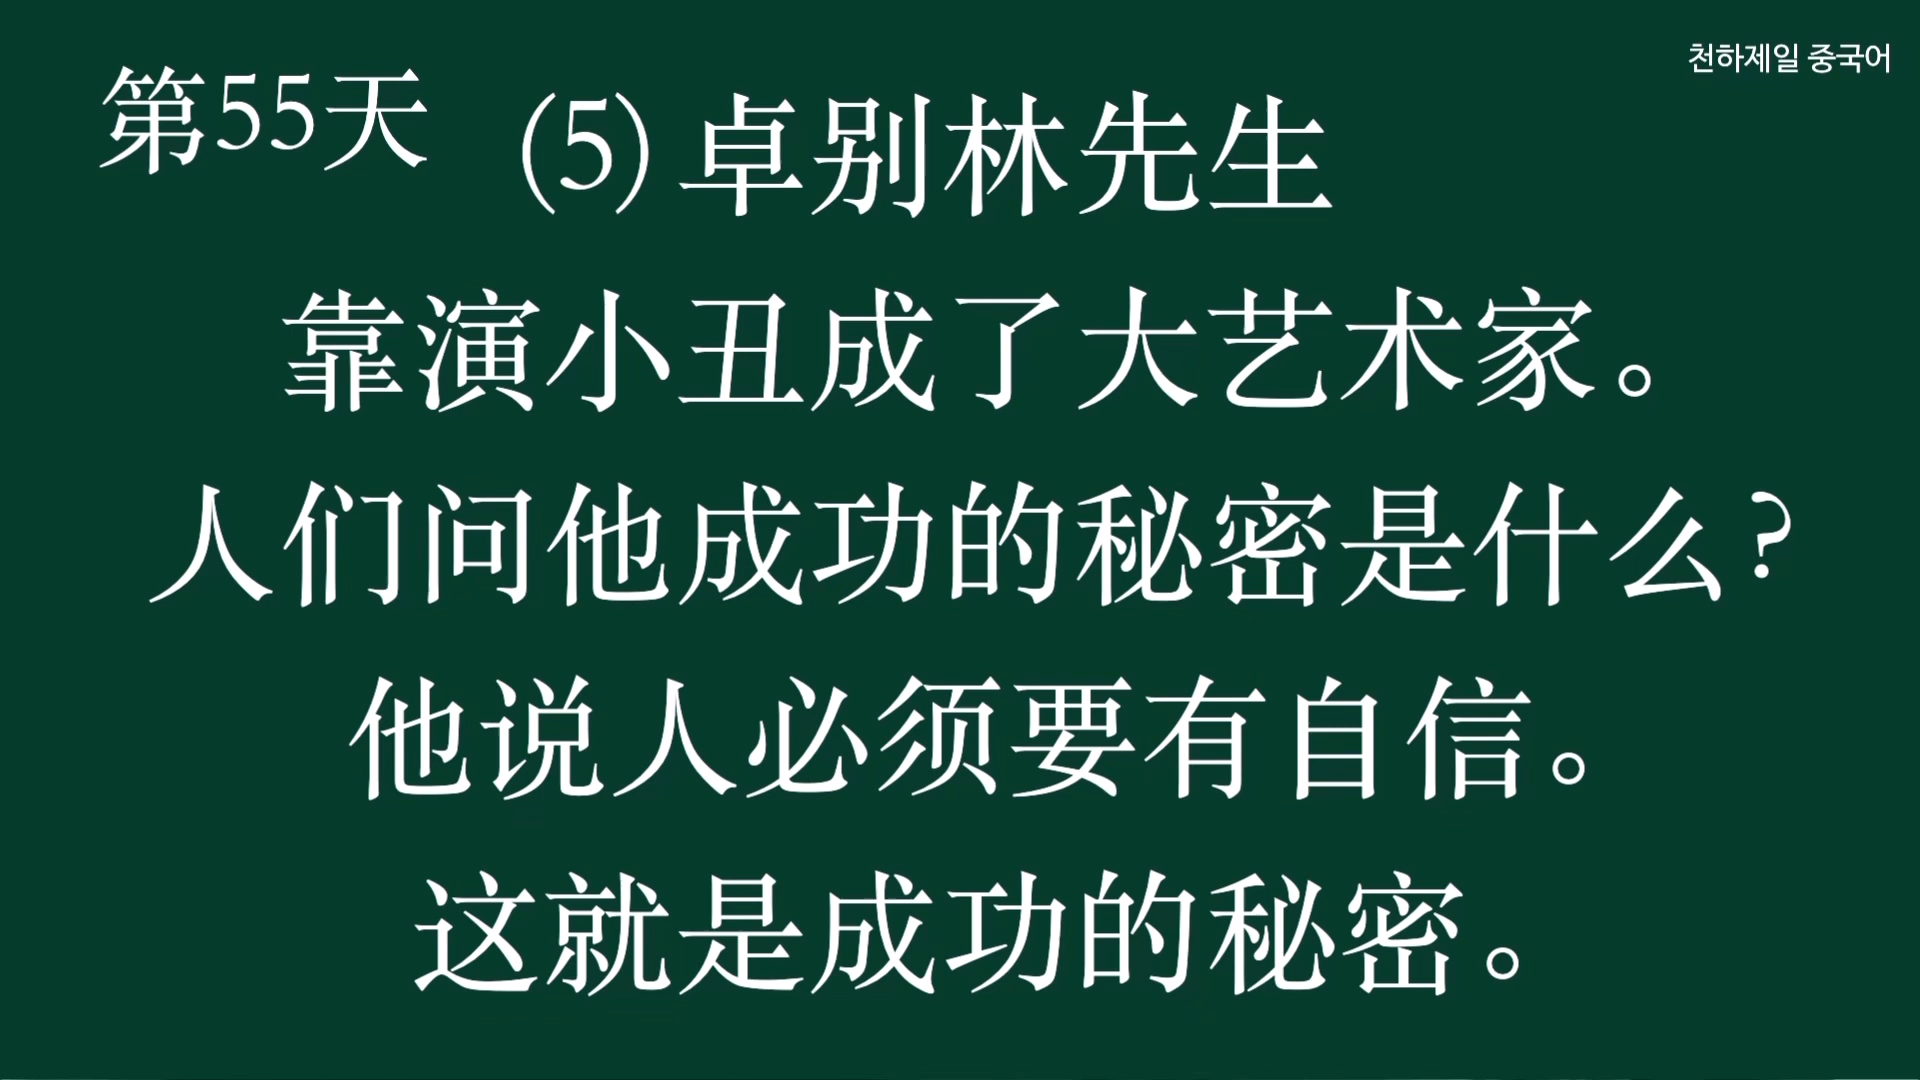 천하제일 중국어
第55天 (5) 卓别林先生
靠演小丑成了大艺术家。
人们问他成功的秘密是什么?
他说人必须要有自信。
这就是成功的秘密。